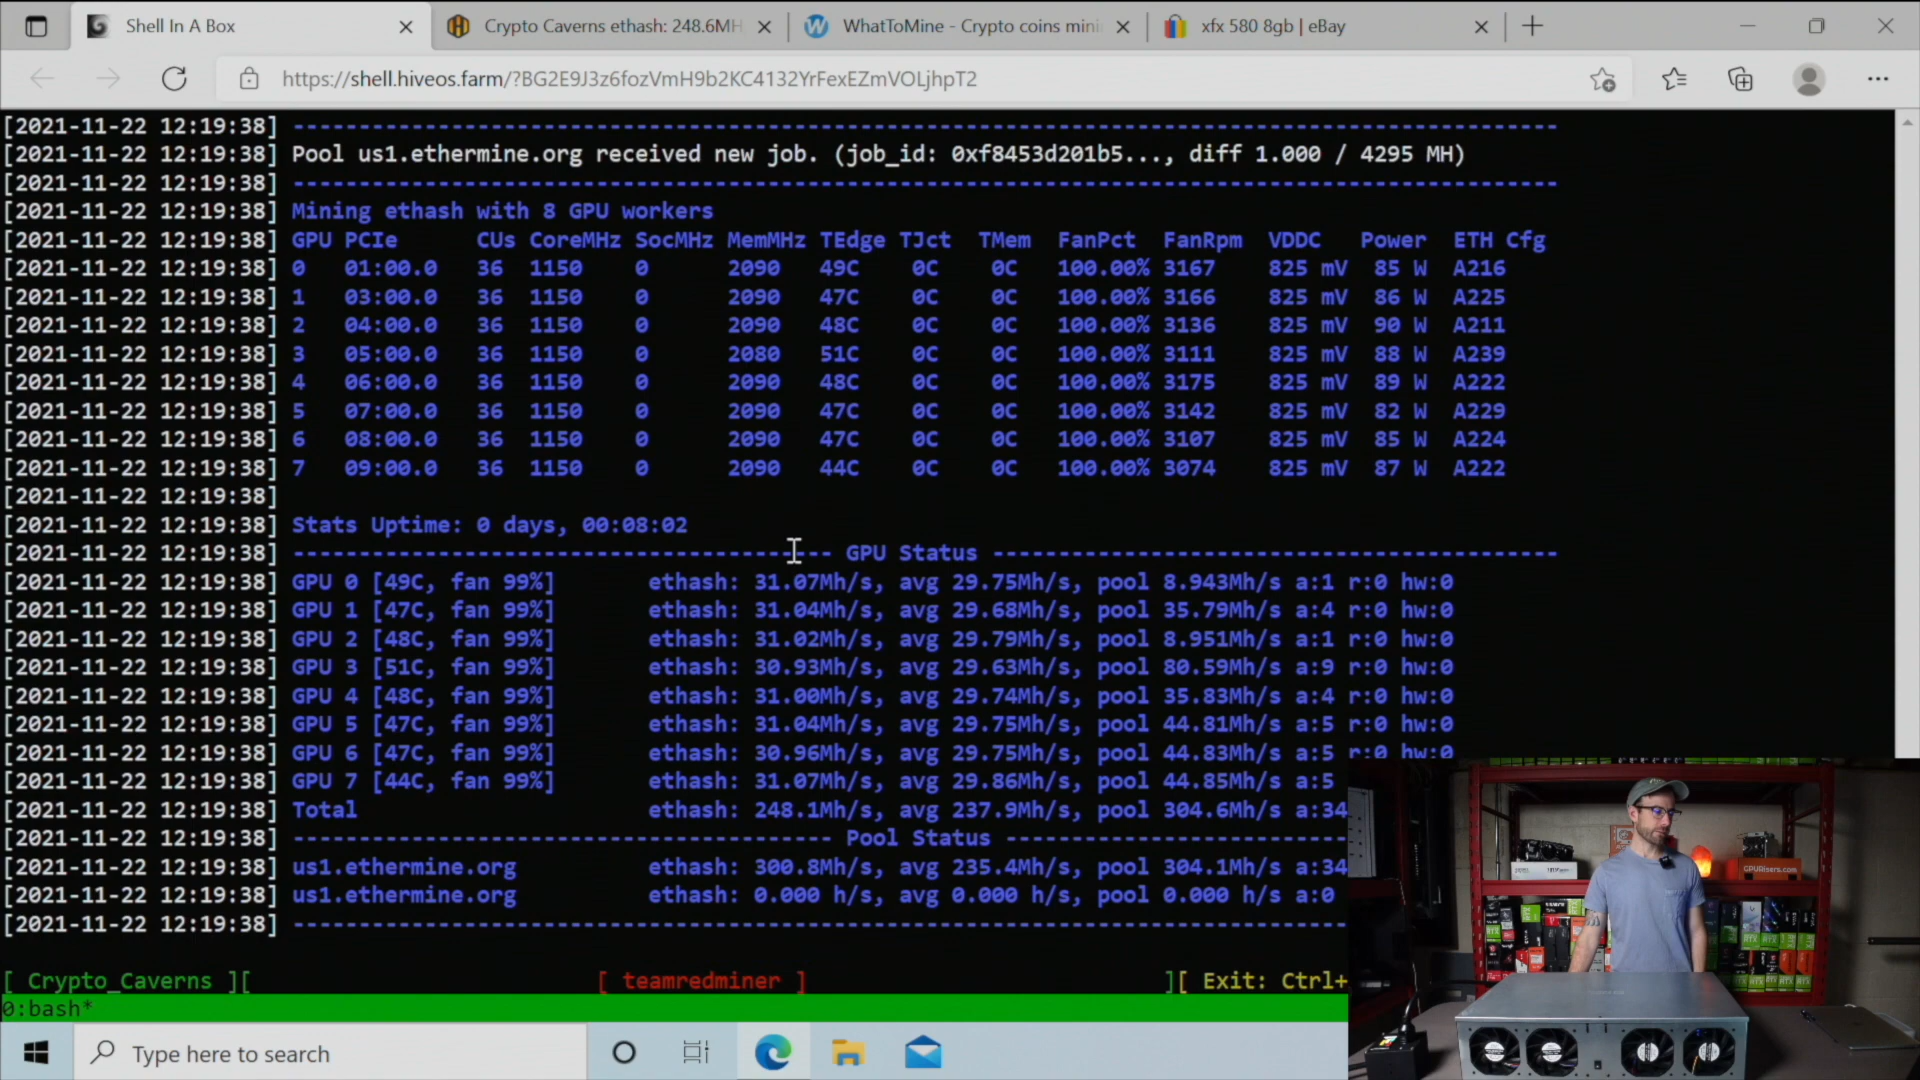 Shell In A Box
Crypto Caverns ethash: 248.6MH
WhatToMine - Crypto coins mini
xfx 580 8gb | eBay
https://shell.hiveos.farm/?BG2E9J3z6fozVmH9b2KC4132YrFexEZmVOLjhpT2
[2021-11-22 12:19:38] ------------------------------------------------------------------------------------------------
[2021-11-22 12:19:38] Pool us1.ethermine.org received new job. (job_id: 0xf8453d201b5..., diff 1.000 / 4295 MH)
[2021-11-22 12:19:38] ------------------------------------------------------------------------------------------------
[2021-11-22 12:19:38] Mining ethash with 8 GPU workers
[2021-11-22 12:19:38] GPU PCIe CUs CoreMHz SocMHz MemMHz TEdge TJct TMem FanPct FanRpm VDDC Power ETH Cfg
[2021-11-22 12:19:38] 0 01:00.0 36 1150 0 2090 49C 0C 0C 100.00% 3167 825 mV 85 W A216
[2021-11-22 12:19:38] 1 03:00.0 36 1150 0 2090 47C 0C 0C 100.00% 3166 825 mV 86 W A225
[2021-11-22 12:19:38] 2 04:00.0 36 1150 0 2090 48C 0C 0C 100.00% 3136 825 mV 90 W A211
[2021-11-22 12:19:38] 3 05:00.0 36 1150 0 2080 51C 0C 0C 100.00% 3111 825 mV 88 W A239
[2021-11-22 12:19:38] 4 06:00.0 36 1150 0 2090 48C 0C 0C 100.00% 3175 825 mV 89 W A222
[2021-11-22 12:19:38] 5 07:00.0 36 1150 0 2090 47C 0C 0C 100.00% 3142 825 mV 82 W A229
[2021-11-22 12:19:38] 6 08:00.0 36 1150 0 2090 47C 0C 0C 100.00% 3107 825 mV 85 W A224
[2021-11-22 12:19:38] 7 09:00.0 36 1150 0 2090 44C 0C 0C 100.00% 3074 825 mV 87 W A222
[2021-11-22 12:19:38]
[2021-11-22 12:19:38] Stats Uptime: 0 days, 00:08:02
[2021-11-22 12:19:38] ----------------------------------------- GPU Status -------------------------------------------
[2021-11-22 12:19:38] GPU 0 [49C, fan 99%] ethash: 31.07Mh/s, avg 29.75Mh/s, pool 8.943Mh/s a:1 r:0 hw:0
[2021-11-22 12:19:38] GPU 1 [47C, fan 99%] ethash: 31.04Mh/s, avg 29.68Mh/s, pool 35.79Mh/s a:4 r:0 hw:0
[2021-11-22 12:19:38] GPU 2 [48C, fan 99%] ethash: 31.02Mh/s, avg 29.79Mh/s, pool 8.951Mh/s a:1 r:0 hw:0
[2021-11-22 12:19:38] GPU 3 [51C, fan 99%] ethash: 30.93Mh/s, avg 29.63Mh/s, pool 80.59Mh/s a:9 r:0 hw:0
[2021-11-22 12:19:38] GPU 4 [48C, fan 99%] ethash: 31.00Mh/s, avg 29.74Mh/s, pool 35.83Mh/s a:4 r:0 hw:0
[2021-11-22 12:19:38] GPU 5 [47C, fan 99%] ethash: 31.04Mh/s, avg 29.75Mh/s, pool 44.81Mh/s a:5 r:0 hw:0
[2021-11-22 12:19:38] GPU 6 [47C, fan 99%] ethash: 30.96Mh/s, avg 29.75Mh/s, pool 44.83Mh/s a:5 r:0 hw:0
[2021-11-22 12:19:38] GPU 7 [44C, fan 99%] ethash: 31.07Mh/s, avg 29.86Mh/s, pool 44.85Mh/s a:5
[2021-11-22 12:19:38] Total ethash: 248.1Mh/s, avg 237.9Mh/s, pool 304.6Mh/s a:34
[2021-11-22 12:19:38] ----------------------------------------- Pool Status --------------------------
[2021-11-22 12:19:38] us1.ethermine.org ethash: 300.8Mh/s, avg 235.4Mh/s, pool 304.1Mh/s a:34
[2021-11-22 12:19:38] us1.ethermine.org ethash: 0.000 h/s, avg 0.000 h/s, pool 0.000 h/s a:0
[2021-11-22 12:19:38] --------------------------------------------------------------------------------
[ Crypto_Caverns ][ [ teamredminer ] ][ Exit: Ctrl+
0:bash*
Type here to search
GPURisers.com